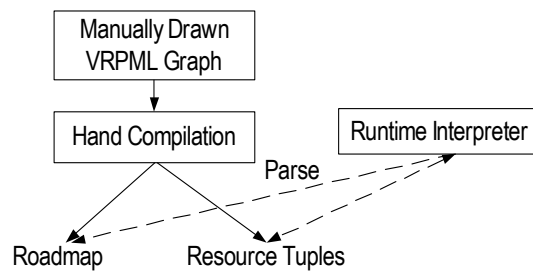 Manually Drawn
VRPML Graph
Hand Compilation
Runtime Interpreter
Parse
Roadmap
Resource Tuples